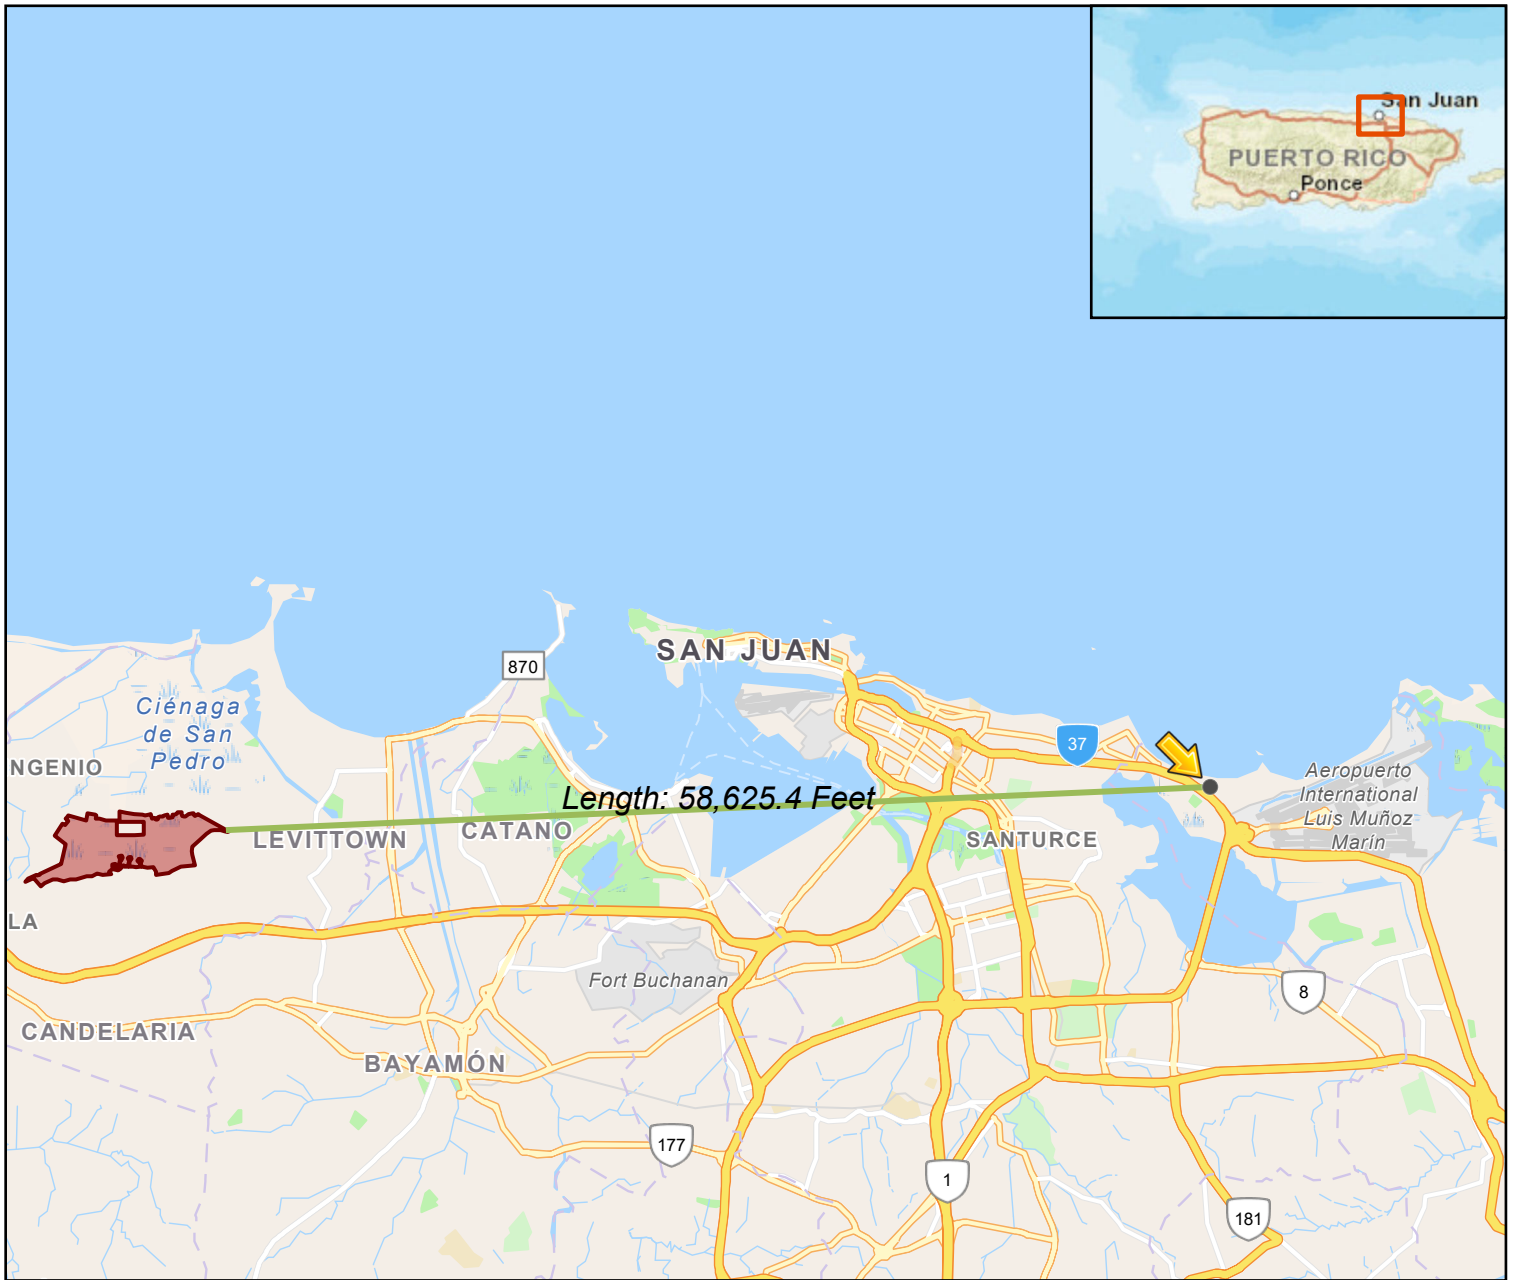 San Juan
PUERTO RICO
Ponce
SAN JUAN
870
Ciénaga
de San
Pedro
NGENIO
37
Aeropuerto
International
Luis Muñoz
Marín
Length: 58,625.4 Feet
LEVITTOWN
CATANO
SANTURCE
LA
Fort Buchanan
8
CANDELARIA
BAYAMÓN
177
1
181